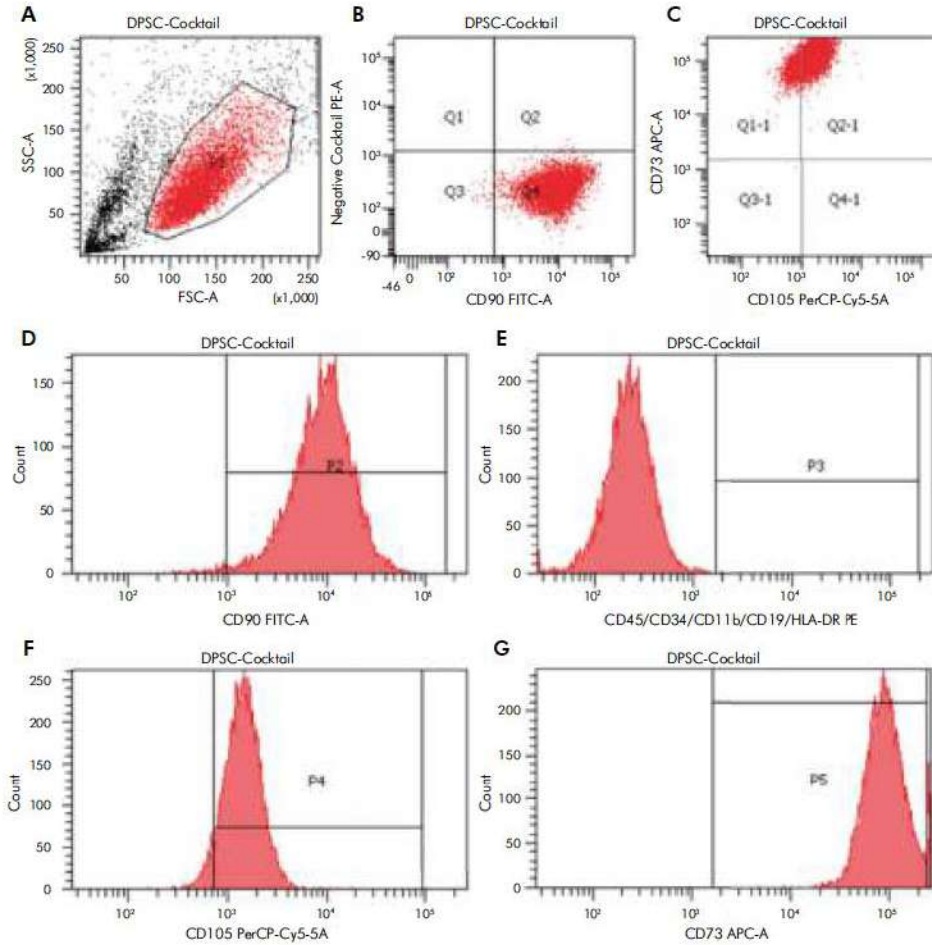 A
DPSC-Cocktail
250
200
150
100
50
(x1,000)
SSC-A
50 100 150 200 250
FSC-A (x1,000)
B
DPSC-Cocktail
10⁵
10⁴
10³
10²
0
-90
Negative Cocktail PE-A
Q1 Q2
Q3 Q4
-46 0 10² 10³ 10⁴ 10⁵
CD90 FITC-A
C
DPSC-Cocktail
10⁵
10⁴
10³
10²
CD73 APC-A
Q1-1 Q2-1
Q3-1 Q4-1
10² 10³ 10⁴ 10⁵
CD105 PerCP-Cy5-5A
D
DPSC-Cocktail
150
100
50
0
Count
P2
10² 10³ 10⁴ 10⁵
CD90 FITC-A
E
DPSC-Cocktail
200
150
100
50
0
Count
P3
10² 10³ 10⁴ 10⁵
CD45/CD34/CD11b/CD19/HLA-DR PE
F
DPSC-Cocktail
250
200
150
100
50
0
Count
P4
10² 10³ 10⁴ 10⁵
CD105 PerCP-Cy5-5A
G
DPSC-Cocktail
200
150
100
50
0
Count
P5
10² 10³ 10⁴ 10⁵
CD73 APC-A